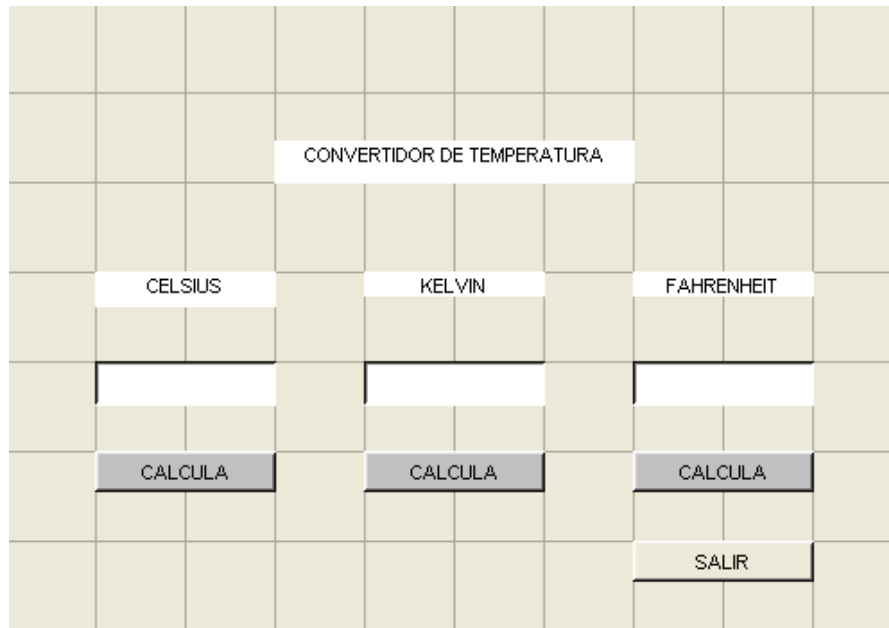 CONVERTIDOR DE TEMPERATURA
CELSIUS
KELVIN
FAHRENHEIT
CALCULA
CALCULA
CALCULA
SALIR